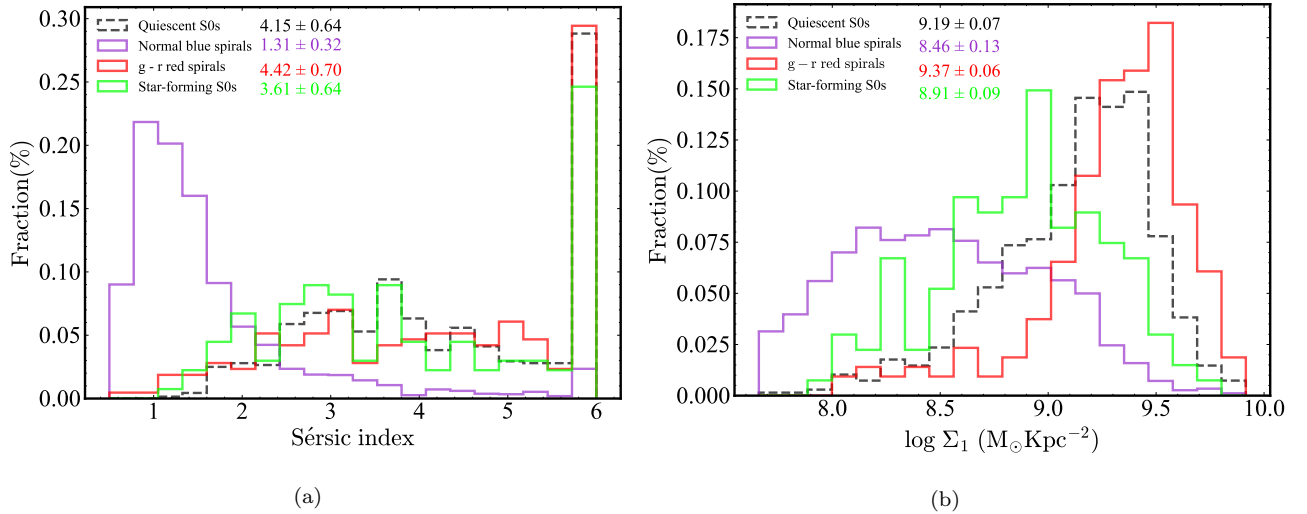 Quiescent S0s 4.15 ± 0.64
Normal blue spirals 1.31 ± 0.32
g - r red spirals 4.42 ± 0.70
Star-forming S0s 3.61 ± 0.64
0.30
0.25
0.20
0.15
0.10
0.05
0.00
Fraction(%)
1 2 3 4 5 6
Sérsic index
(a)
Quiescent S0s 9.19 ± 0.07
Normal blue spirals 8.46 ± 0.13
g − r red spirals 9.37 ± 0.06
Star-forming S0s 8.91 ± 0.09
0.175
0.150
0.125
0.100
0.075
0.050
0.025
0.000
Fraction(%)
8.0 8.5 9.0 9.5 10.0
log Σ₁ (M⊙Kpc⁻²)
(b)